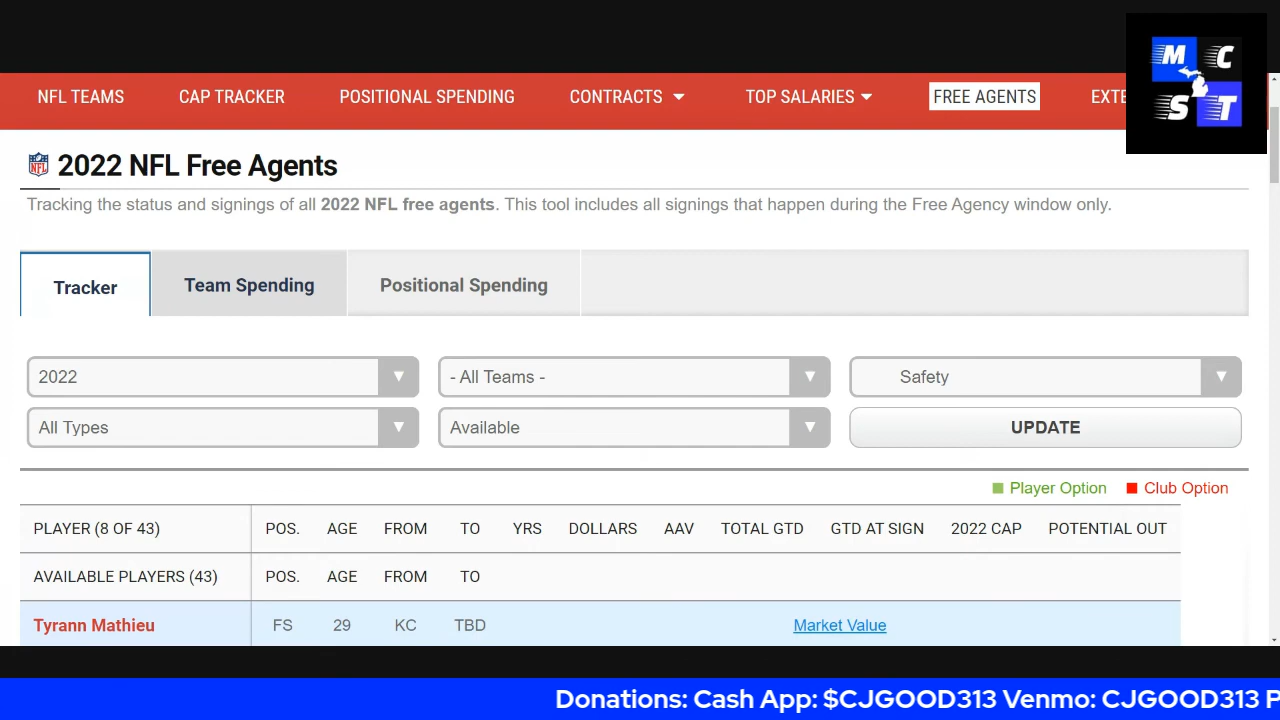 NFL TEAMS CAP TRACKER POSITIONAL SPENDING CONTRACTS TOP SALARIES FREE AGENTS EXTE
M C
S T
NFL 2022 NFL Free Agents
Tracking the status and signings of all 2022 NFL free agents. This tool includes all signings that happen during the Free Agency window only.
Tracker Team Spending Positional Spending
2022 - All Teams - Safety
All Types Available UPDATE
Player Option Club Option
PLAYER (8 OF 43) POS. AGE FROM TO YRS DOLLARS AAV TOTAL GTD GTD AT SIGN 2022 CAP POTENTIAL OUT
AVAILABLE PLAYERS (43) POS. AGE FROM TO
Tyrann Mathieu FS 29 KC TBD Market Value
Donations: Cash App: $CJGOOD313 Venmo: CJGOOD313 P